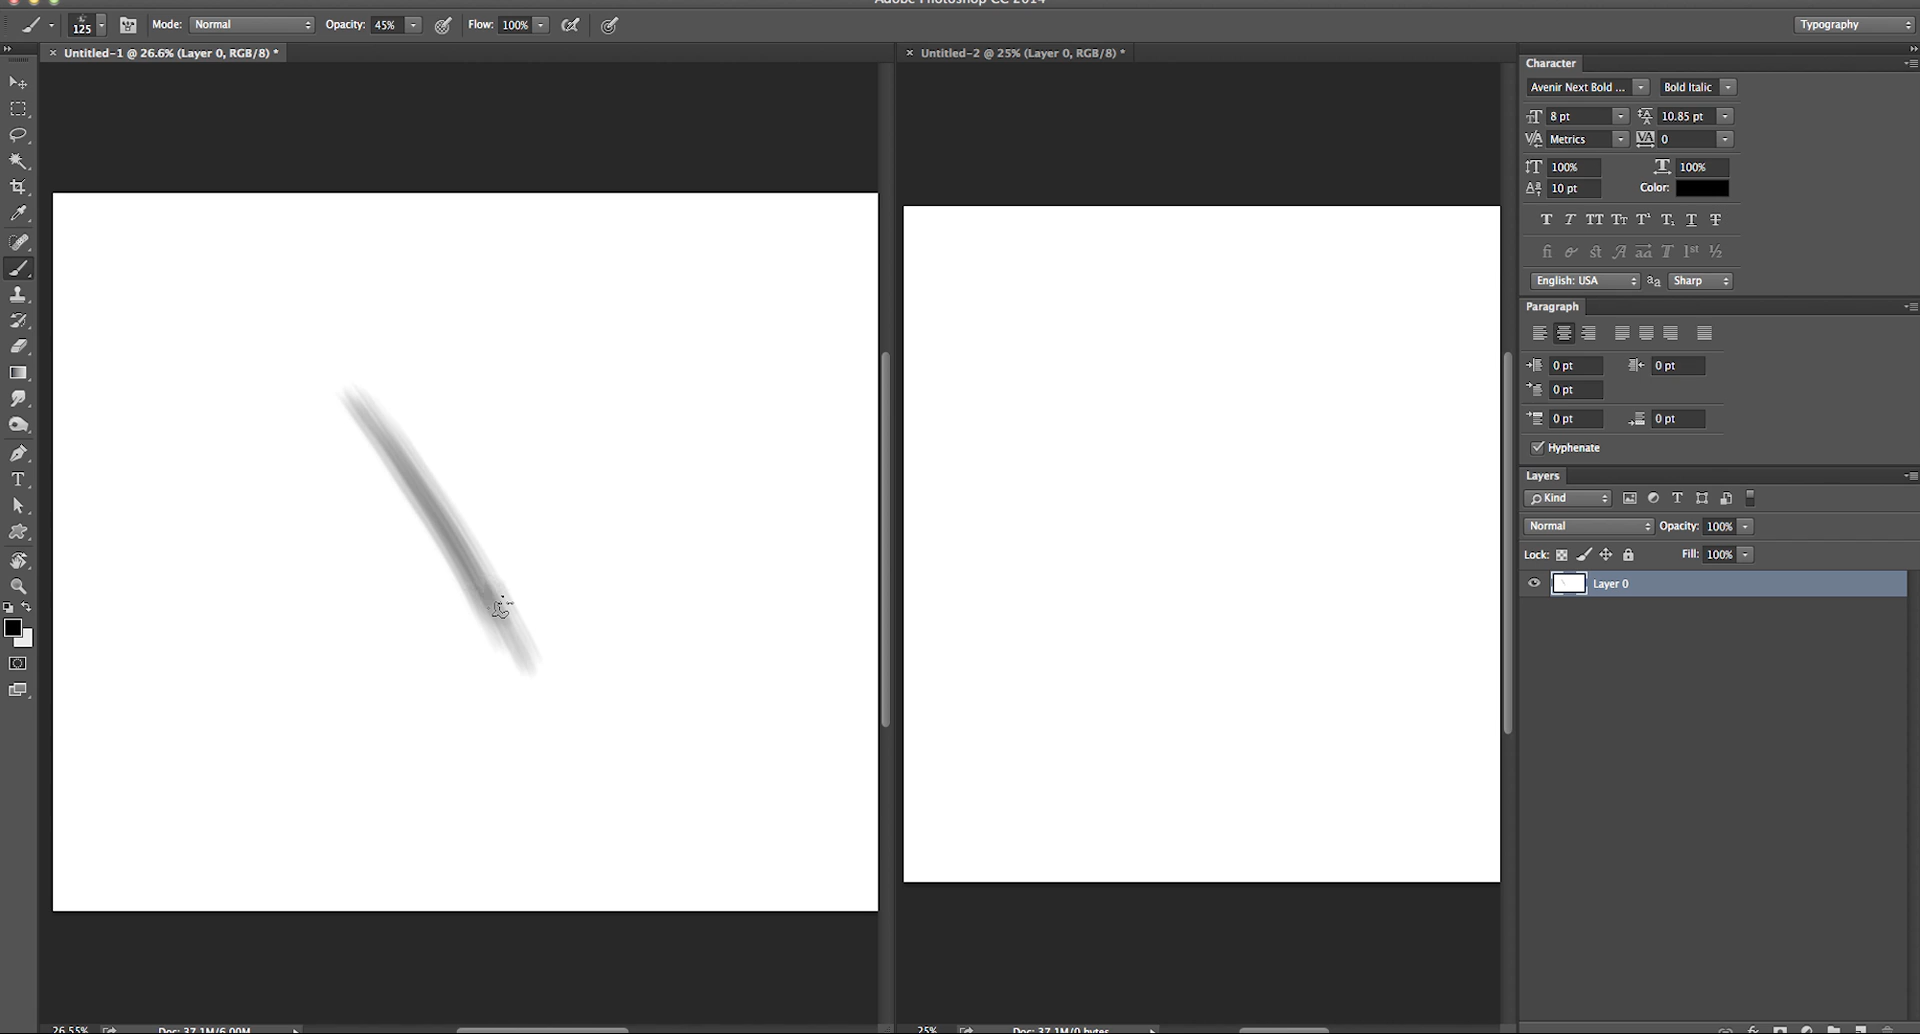 Adobe Photoshop CC 2014
125 Mode: Normal Opacity: 45% Flow: 100% Typography
× Untitled-1 @ 26.6% (Layer 0, RGB/8) * × Untitled-2 @ 25% (Layer 0, RGB/8) *
Character
Avenir Next Bold ... Bold Italic
8 pt 10.85 pt
Metrics 0
100% 100%
10 pt Color:
English: USA Sharp
Paragraph
0 pt 0 pt
0 pt
0 pt 0 pt
Hyphenate
Layers
Kind
Normal Opacity: 100%
Lock: Fill: 100%
Layer 0
26.55% Doc: 37.1M/6.00M 25% Doc: 37.1M/0 bytes